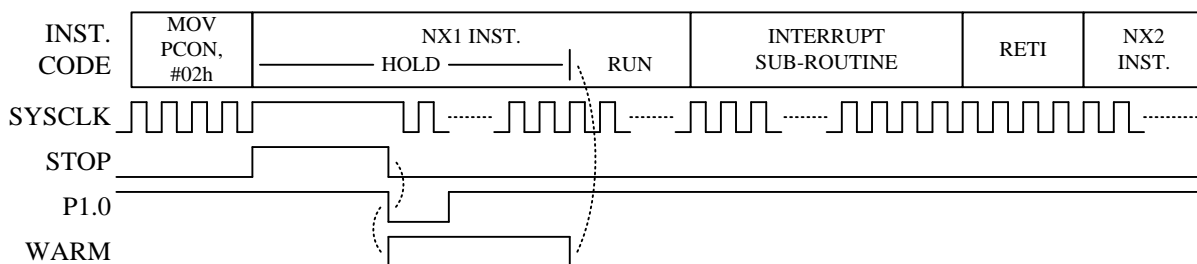 INST.
CODE
MOV
PCON,
#02h
NX1 INST.
HOLD
RUN
INTERRUPT
SUB-ROUTINE
RETI
NX2
INST.
SYSCLK
STOP
P1.0
WARM